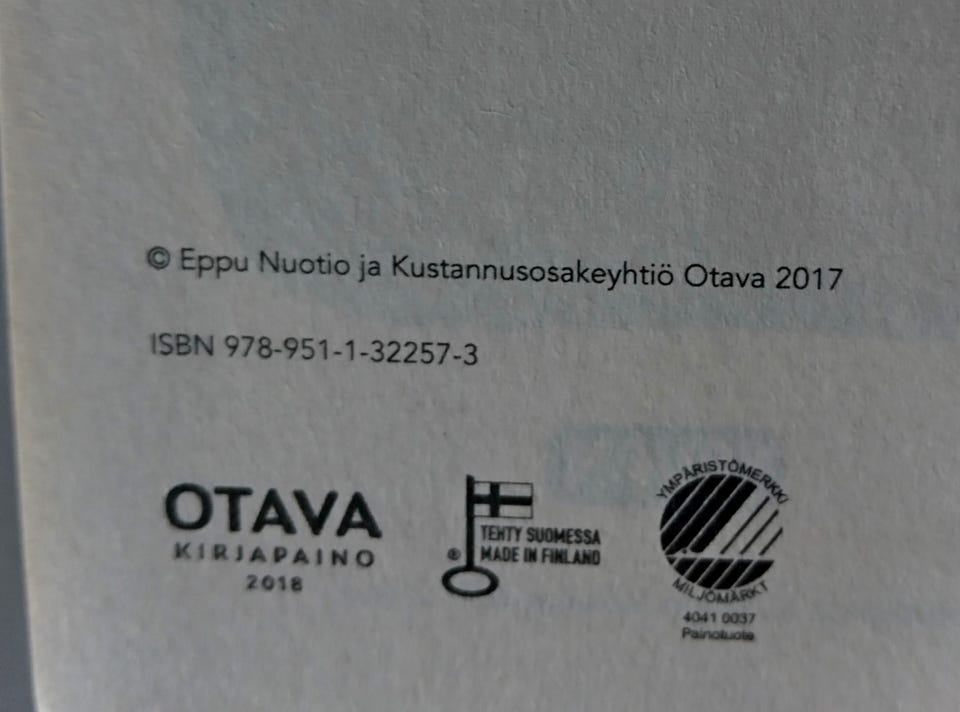 © Eppu Nuotio ja Kustannusosakeyhtiö Otava 2017
ISBN 978-951-1-32257-3
OTAVA
KIRJAPAINO
2018
® TEHTY SUOMESSA
MADE IN FINLAND
YMPÄRISTÖMERKKI
MILJÖMÄRKT
4041 0037
Painotuote